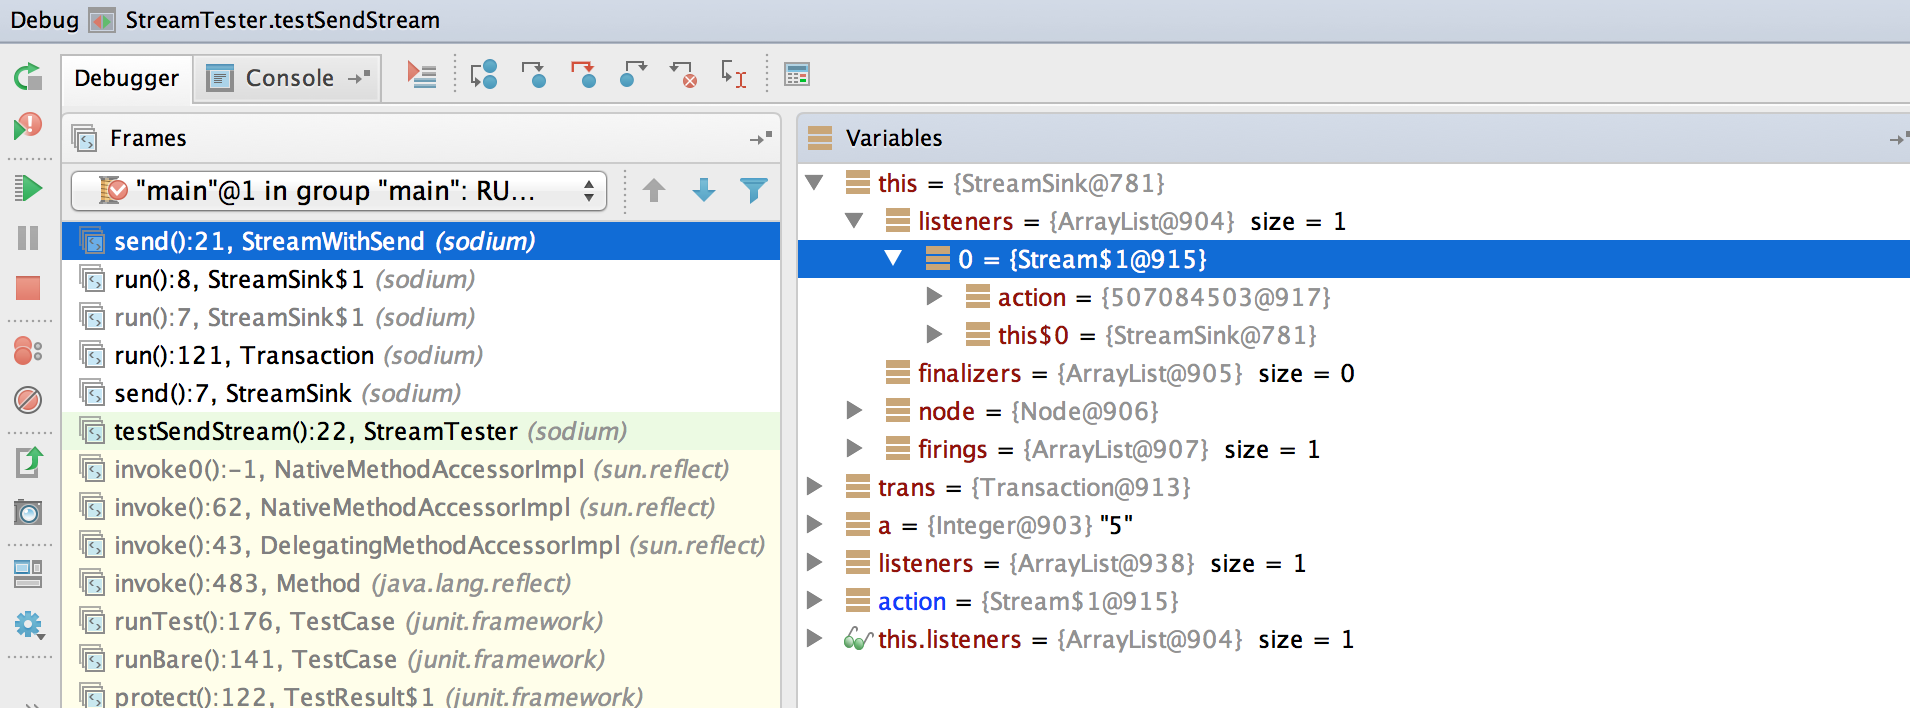 Debug StreamTester.testSendStream
Debugger Console
Frames
"main"@1 in group "main": RU...
send():21, StreamWithSend (sodium)
run():8, StreamSink$1 (sodium)
run():7, StreamSink$1 (sodium)
run():121, Transaction (sodium)
send():7, StreamSink (sodium)
testSendStream():22, StreamTester (sodium)
invoke0():-1, NativeMethodAccessorImpl (sun.reflect)
invoke():62, NativeMethodAccessorImpl (sun.reflect)
invoke():43, DelegatingMethodAccessorImpl (sun.reflect)
invoke():483, Method (java.lang.reflect)
runTest():176, TestCase (junit.framework)
runBare():141, TestCase (junit.framework)
protect():122, TestResult$1 (junit.framework)
Variables
this = {StreamSink@781}
listeners = {ArrayList@904} size = 1
0 = {Stream$1@915}
action = {507084503@917}
this$0 = {StreamSink@781}
finalizers = {ArrayList@905} size = 0
node = {Node@906}
firings = {ArrayList@907} size = 1
trans = {Transaction@913}
a = {Integer@903} "5"
listeners = {ArrayList@938} size = 1
action = {Stream$1@915}
this.listeners = {ArrayList@904} size = 1